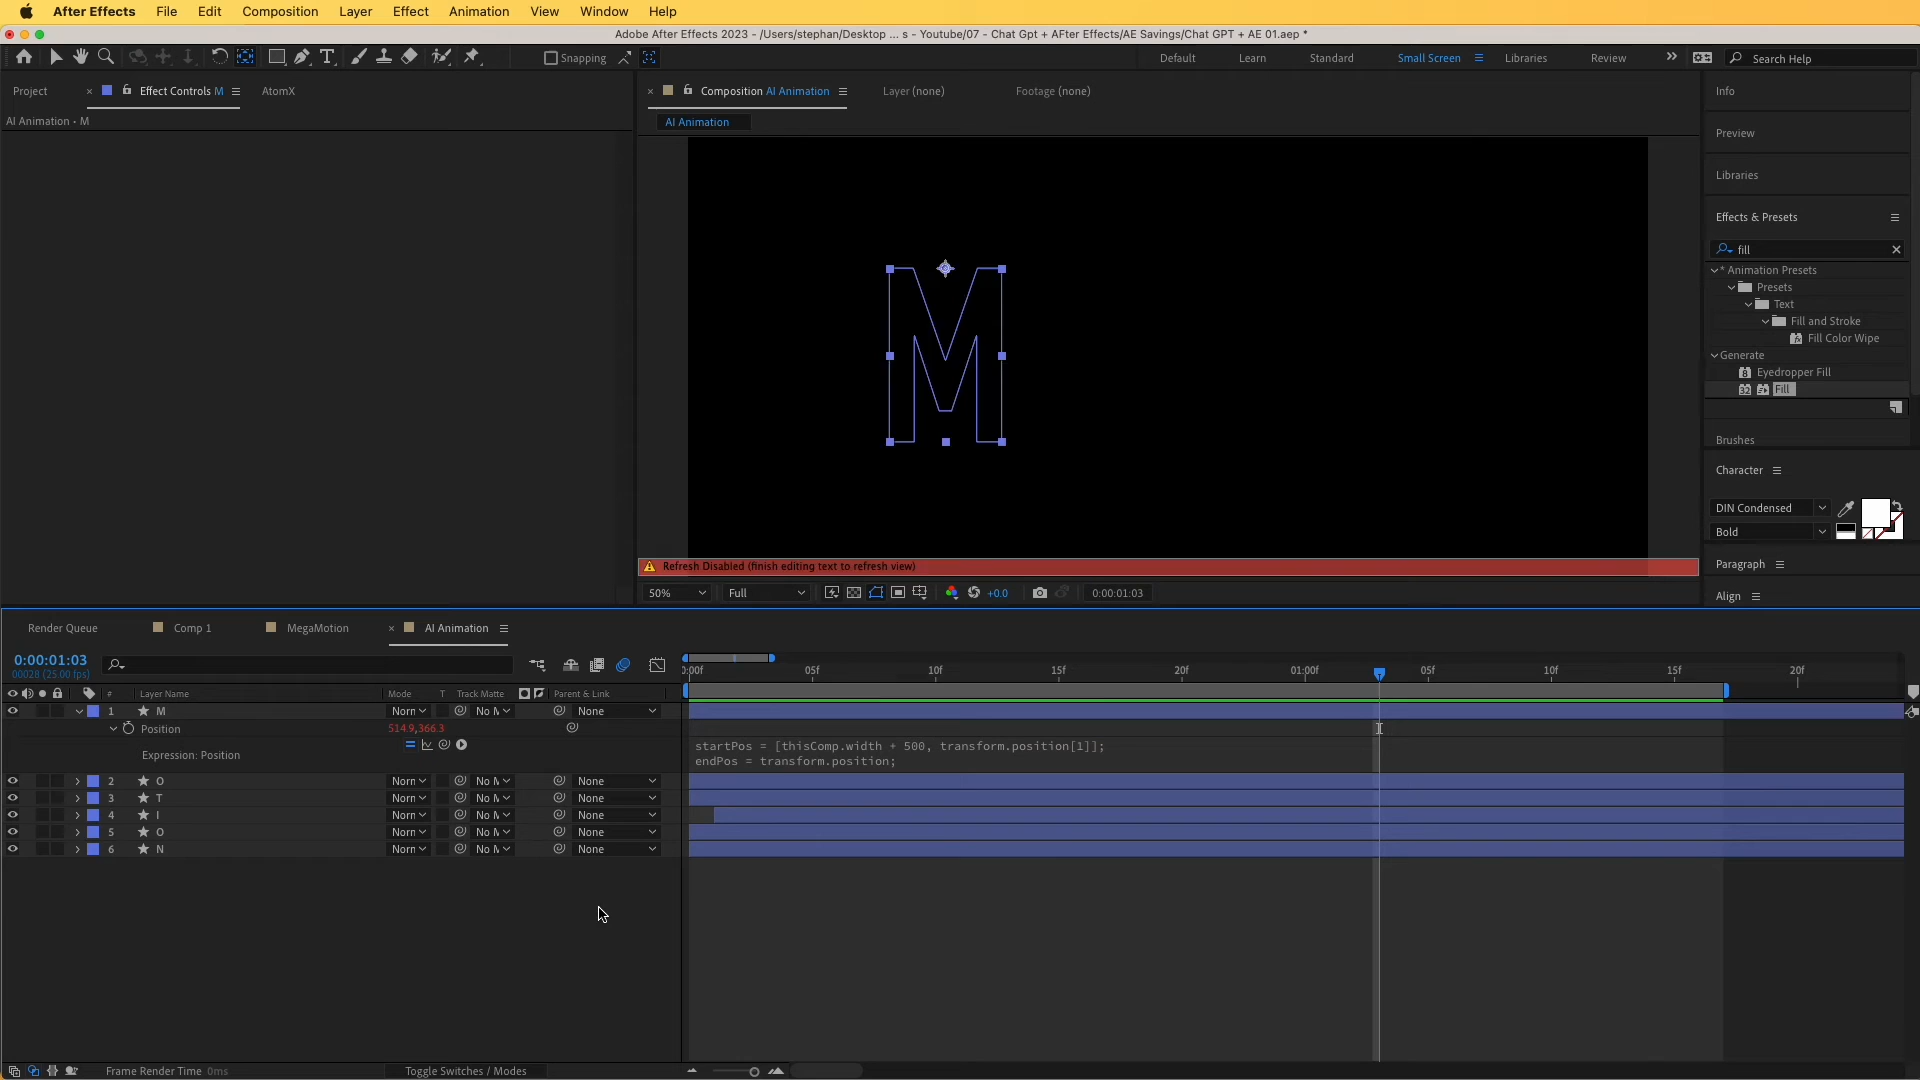 After Effects File Edit Composition Layer Effect Animation View Window Help
Adobe After Effects 2023 - /Users/stephan/Desktop ... s - Youtube/07 - Chat Gpt + AFter Effects/AE Savings/Chat GPT + AE 01.aep *
Snapping Default Learn Standard Small Screen Libraries Review Search Help
Project Effect Controls M AtomX
AI Animation • M
Composition AI Animation Layer (none) Footage (none)
AI Animation
M
Refresh Disabled (finish editing text to refresh view)
50% Full +0.0 0:00:01:03
Info
Preview
Libraries
Effects & Presets
fill
* Animation Presets
Presets
Text
Fill and Stroke
Fill Color Wipe
Generate
Eyedropper Fill
32 Fill
Brushes
Character
DIN Condensed
Bold
Paragraph
Align
Render Queue Comp 1 MegaMotion AI Animation
0:00:01:03
00028 (25.00 fps)
:00f 05f 10f 15f 20f 01:00f 05f 10f 15f 20f
# Layer Name Mode T Track Matte Parent & Link
1 M Norn No M None
Position 514.9,366.3
Expression: Position
startPos = [thisComp.width + 500, transform.position[1]];
endPos = transform.position;
2 O Norn No M None
3 T Norn No M None
4 I Norn No M None
5 O Norn No M None
6 N Norn No M None
Frame Render Time 0ms Toggle Switches / Modes